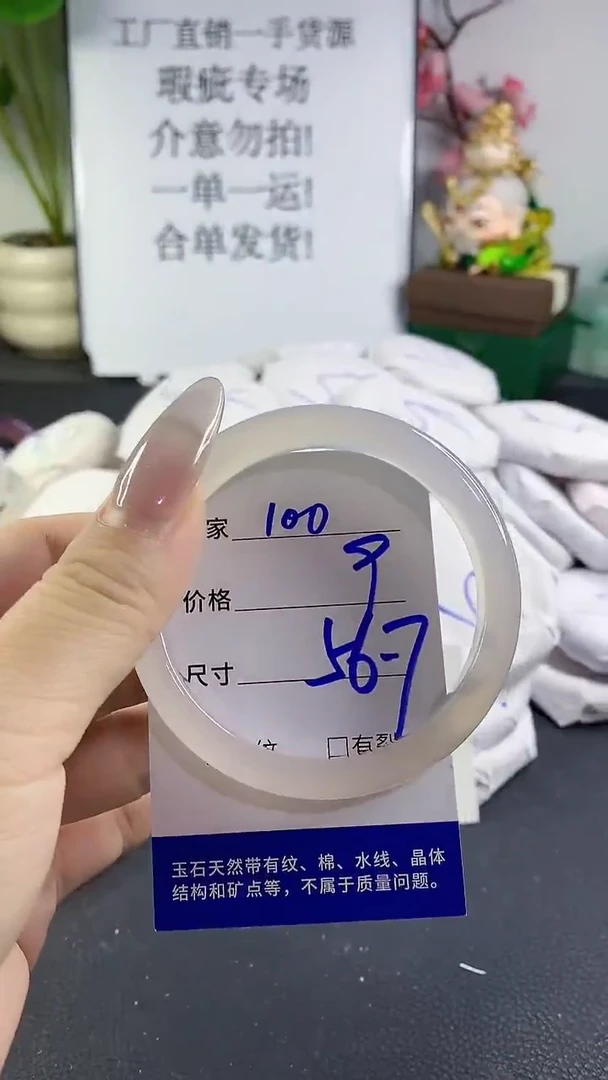 工厂直销一手货源
瑕疵专场
介意勿拍!
一单一运!
合单发货!
家 100
价格
尺寸 56-7
纹 □有裂
玉石天然带有纹、棉、水线、晶体
结构和矿点等，不属于质量问题。